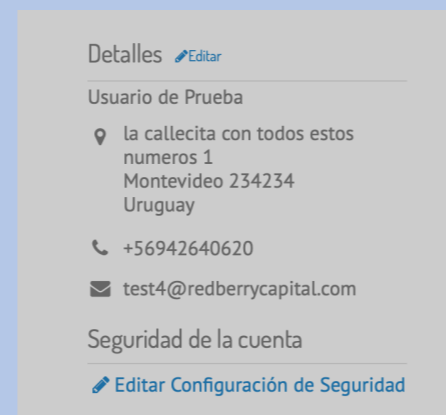 Detalles Editar
Usuario de Prueba
la callecita con todos estos
numeros 1
Montevideo 234234
Uruguay
+56942640620
test4@redberrycapital.com
Seguridad de la cuenta
Editar Configuración de Seguridad